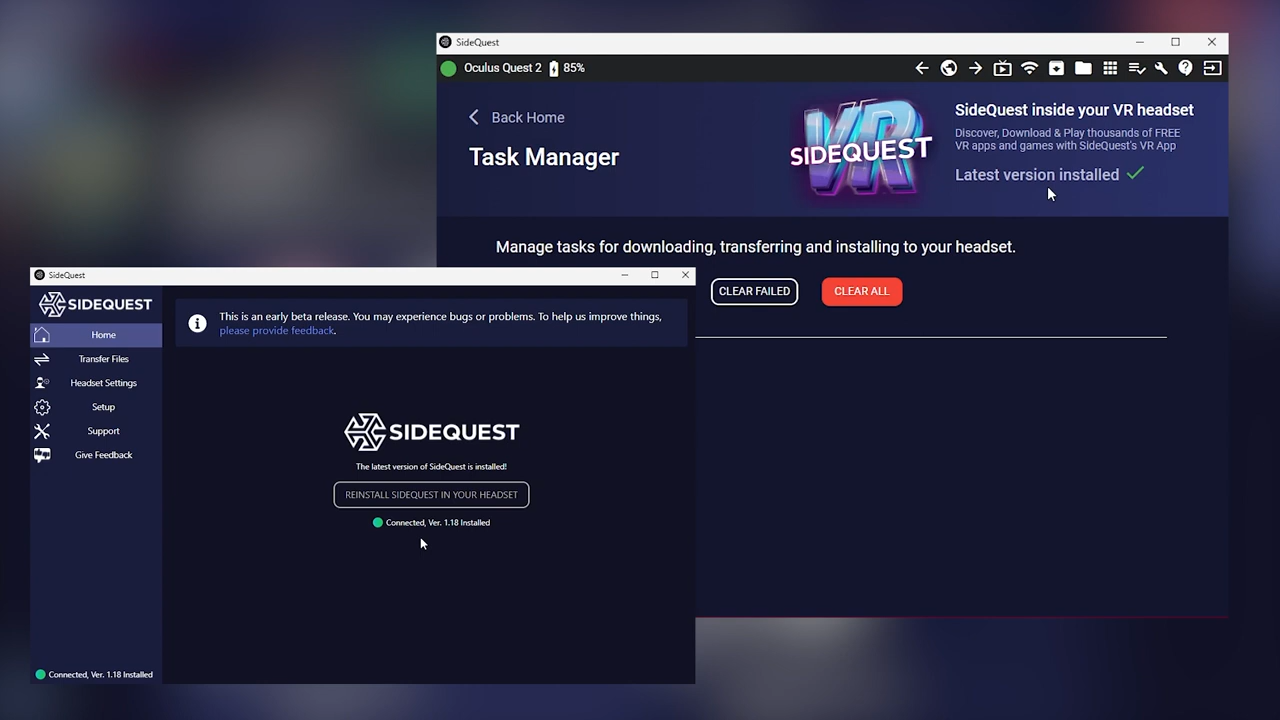 SideQuest
Oculus Quest 2 85%
Back Home
Task Manager
VR
SIDEQUEST
SideQuest inside your VR headset
Discover, Download & Play thousands of FREE
VR apps and games with SideQuest's VR App
Latest version installed
Manage tasks for downloading, transferring and installing to your headset.
CLEAR FAILED
CLEAR ALL
SideQuest
SIDEQUEST
Home
Transfer Files
Headset Settings
Setup
Support
Give Feedback
Connected, Ver. 1.18 Installed
This is an early beta release. You may experience bugs or problems. To help us improve things,
please provide feedback.
SIDEQUEST
The latest version of SideQuest is installed!
REINSTALL SIDEQUEST IN YOUR HEADSET
Connected, Ver. 1.18 Installed